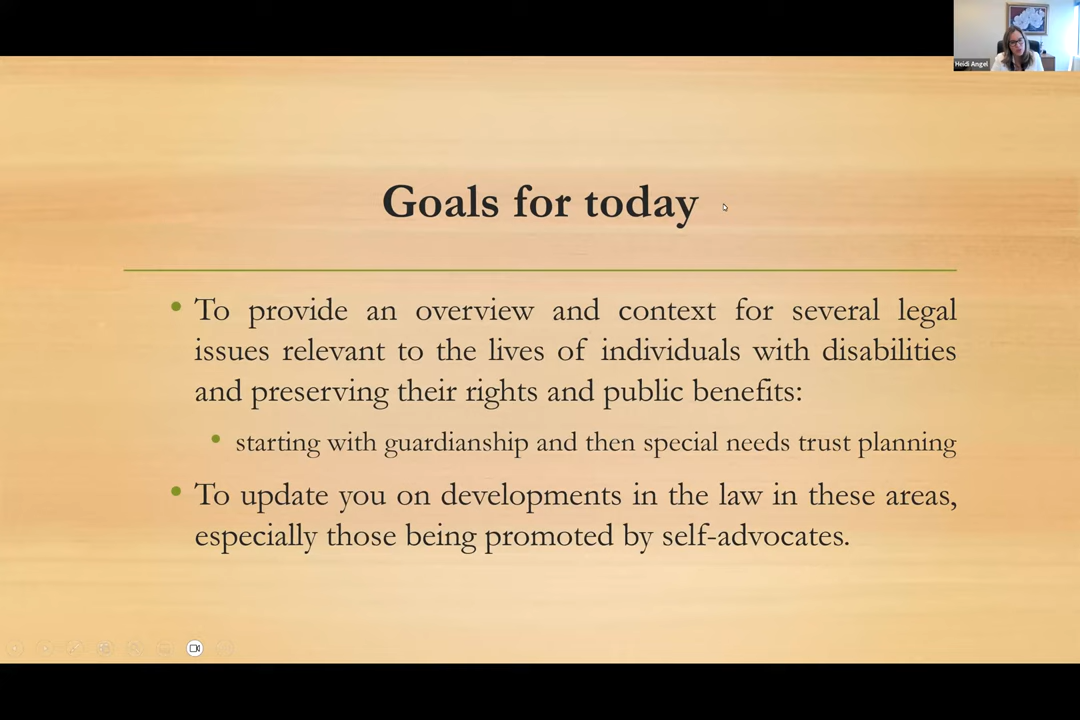 Heidi Angel
Goals for today
• To provide an overview and context for several legal
issues relevant to the lives of individuals with disabilities
and preserving their rights and public benefits:
• starting with guardianship and then special needs trust planning
• To update you on developments in the law in these areas,
especially those being promoted by self-advocates.